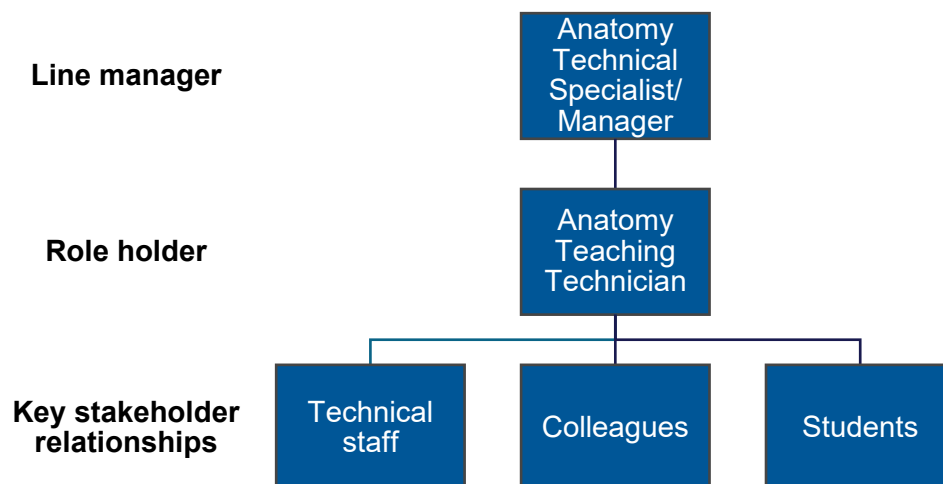 Line manager
Anatomy
Technical
Specialist/
Manager
Role holder
Anatomy
Teaching
Technician
Key stakeholder
relationships
Technical
staff
Colleagues
Students